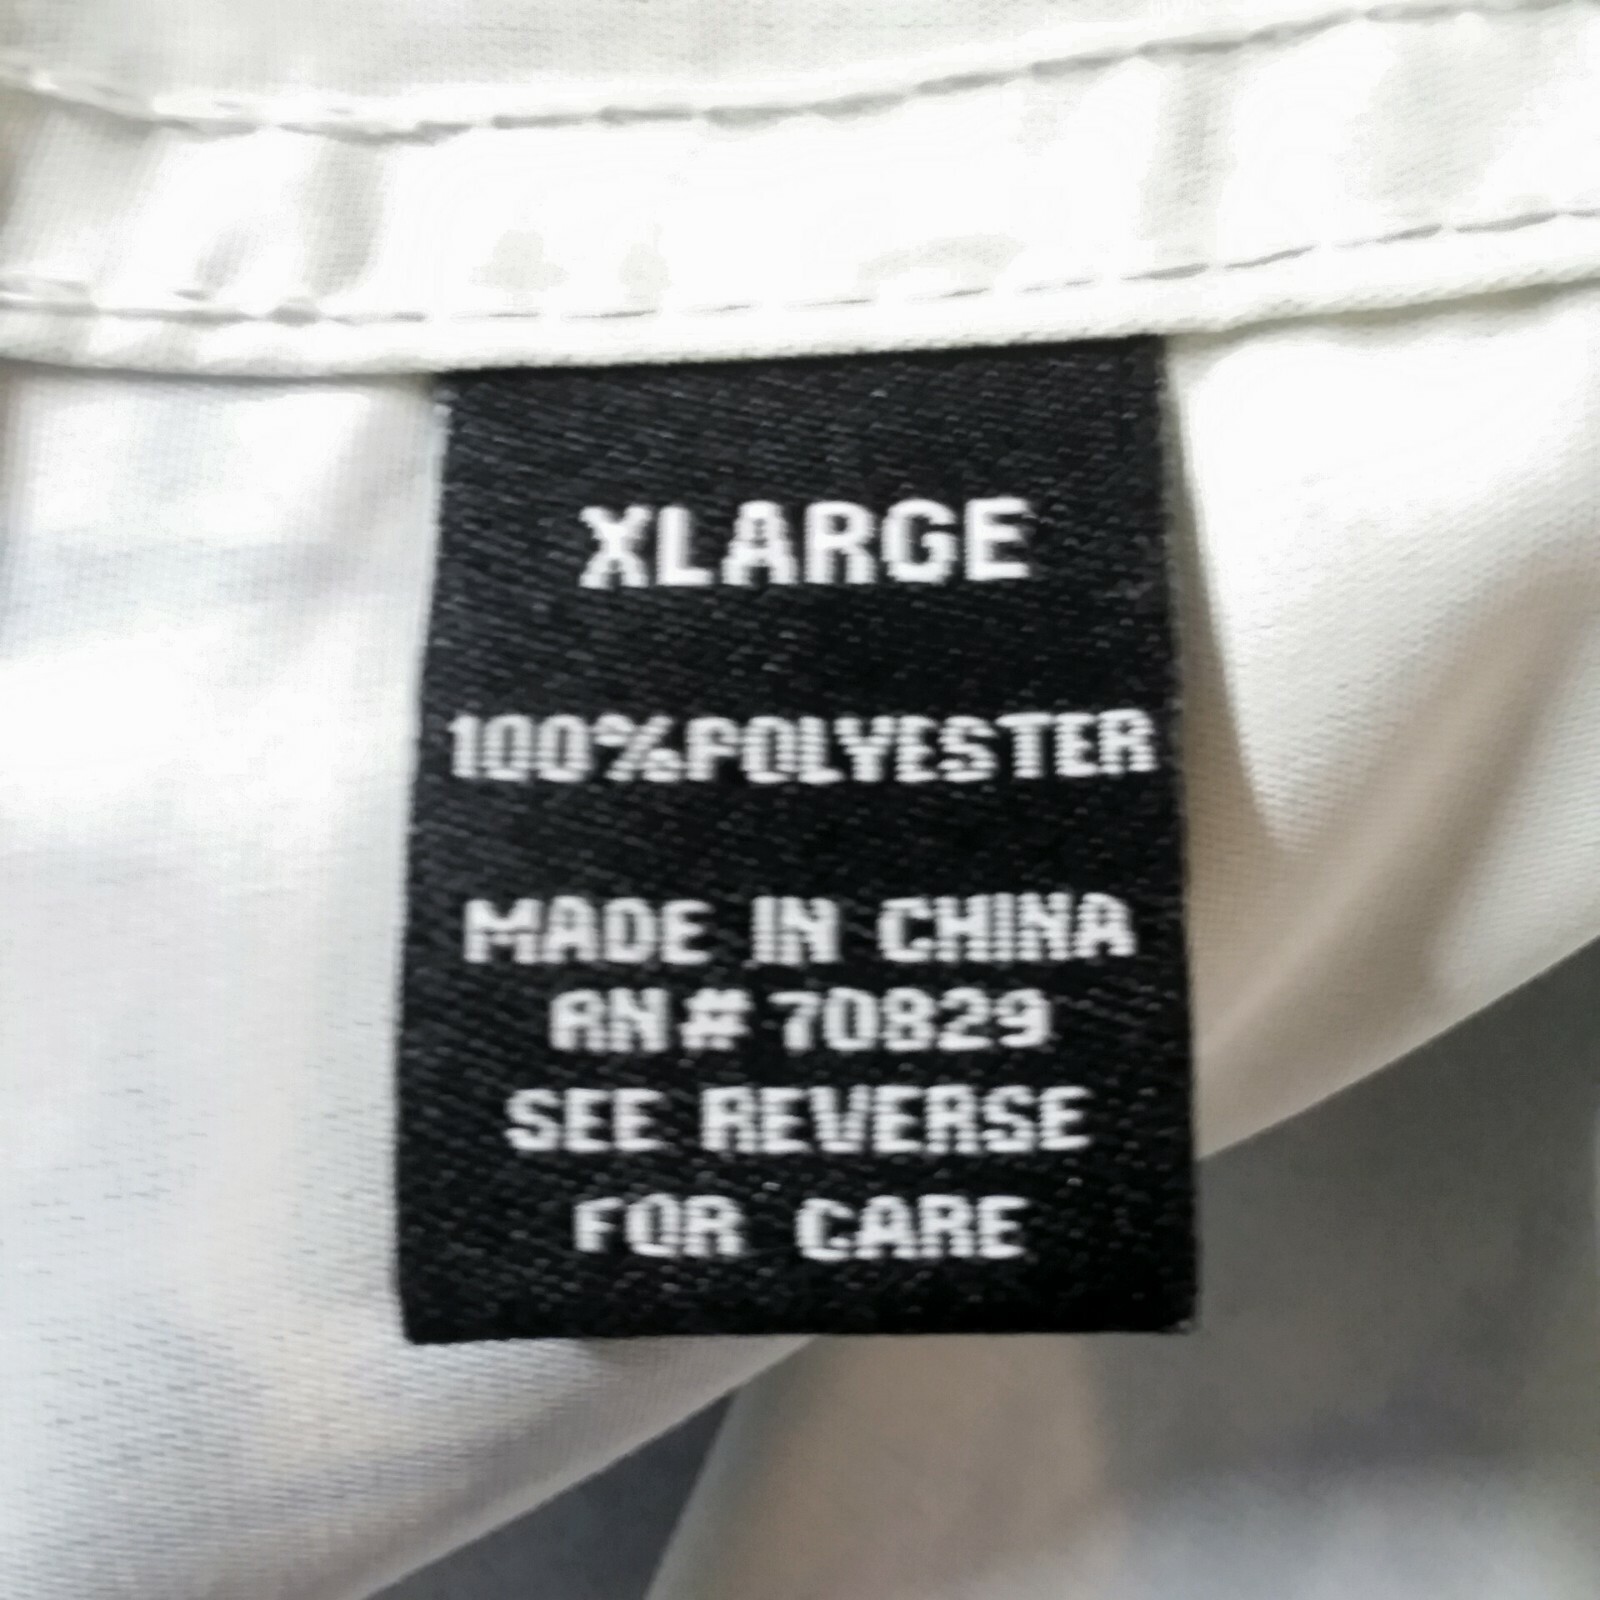 XLARGE
100%POLYESTER
MADE IN CHINA
RN# 70829
SEE REVERSE
FOR CARE